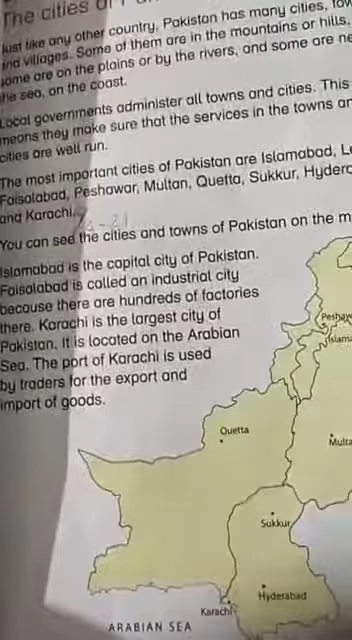 The cities of
Just like any other country, Pakistan has many cities,
and villages. Some of them are in the mountains or hills,
some are on the plains or by the rivers, and some are
the sea, on the coast.
Local governments administer all towns and cities. This
means they make sure that the services in the towns
cities are well run.
The most important cities of Pakistan are Islamabad,
Faisalabad, Peshawar, Multan, Quetta, Sukkur,
and Karachi.
You can see the cities and towns of Pakistan on the
Islamabad is the capital city of Pakistan.
Faisalabad is called an industrial city
because there are hundreds of factories
there. Karachi is the largest city of
Pakistan. It is located on the Arabian
Sea. The port of Karachi is used
by traders for the export and
import of goods.
Peshaw
Islama
Quetta
Multa
Sukkur
Hyderabad
Karachi
ARABIAN SEA